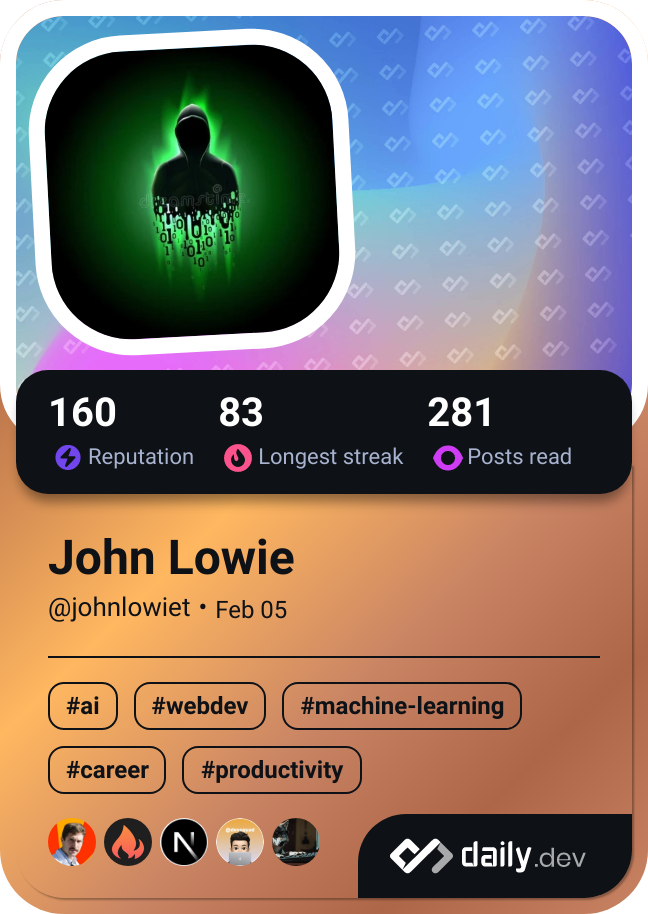 dreamstime
160 83 281
Reputation Longest streak Posts read
John Lowie
@johnlowiet • Feb 05
#ai #webdev #machine-learning
#career #productivity
daily.dev